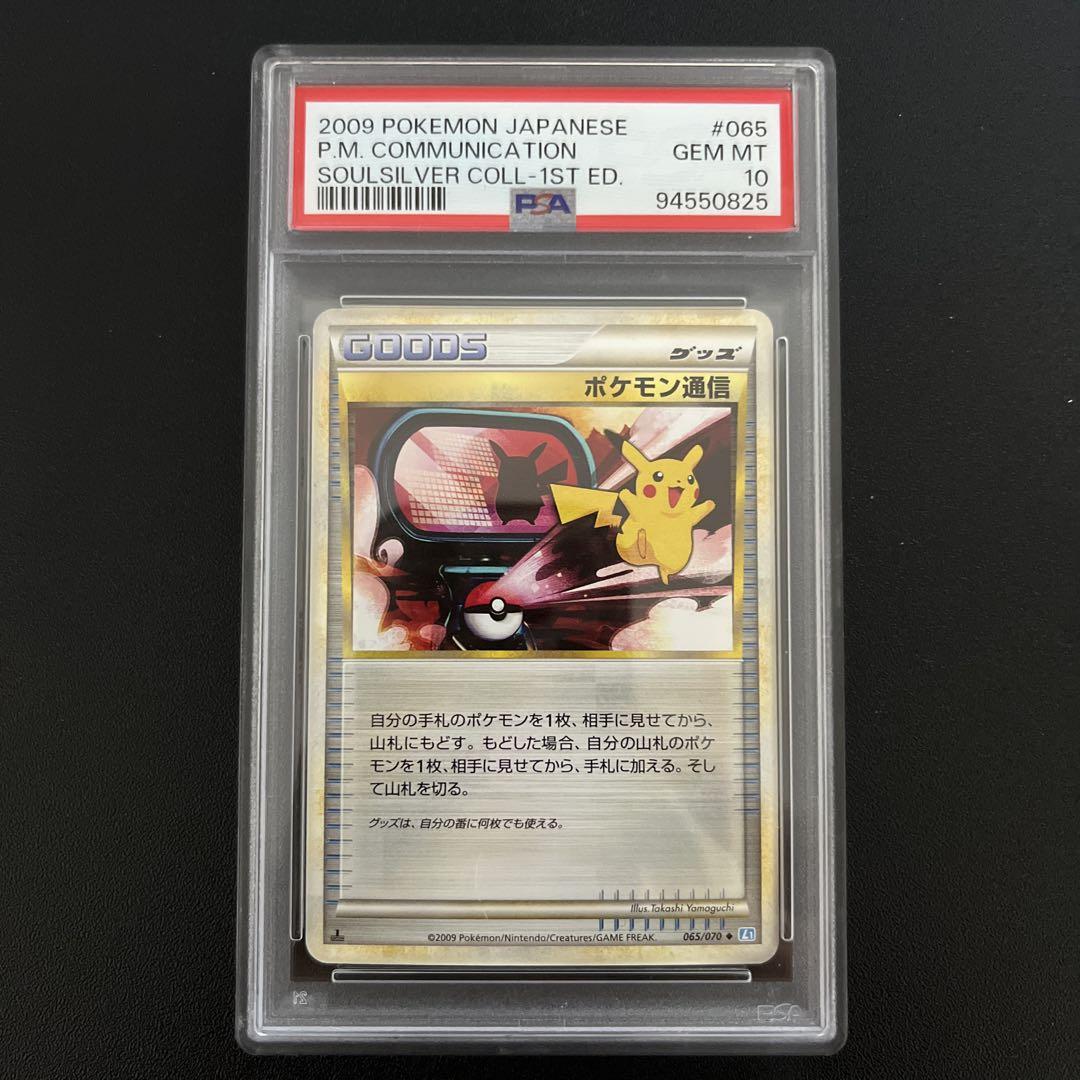 2009 POKEMON JAPANESE #065
P.M. COMMUNICATION GEM MT
SOULSILVER COLL-1ST ED. 10
PSA 94550825
GOODS グッズ
ポケモン通信
自分の手札のポケモンを1枚、相手に見せてから、
山札にもどす。もどした場合、自分の山札のポケ
モンを1枚、相手に見せてから、手札に加える。そし
て山札を切る。
グッズは、自分の番に何枚でも使える。
Illus. Takashi Yamaguchi
1 ©2009 Pokémon/Nintendo/Creatures/GAME FREAK. 065/070 ◆ L1
PSA